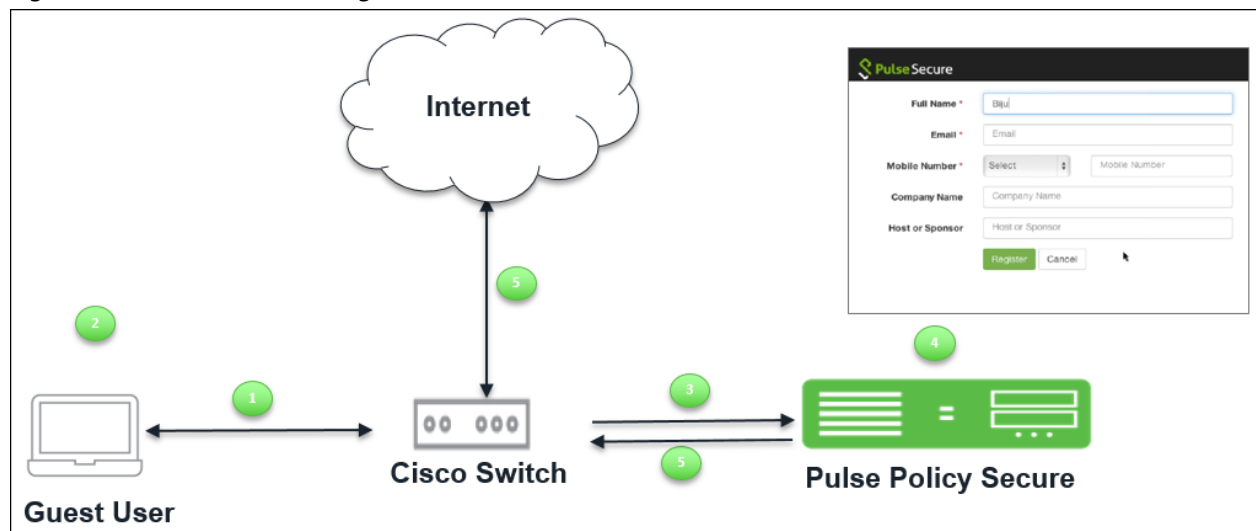 Internet
PulseSecure
Full Name *
Biju
Email *
Email
Mobile Number *
Select
Mobile Number
Company Name
Company Name
Host or Sponsor
Host or Sponsor
Register
Cancel
5
2
4
1
3
5
Cisco Switch
Pulse Policy Secure
Guest User